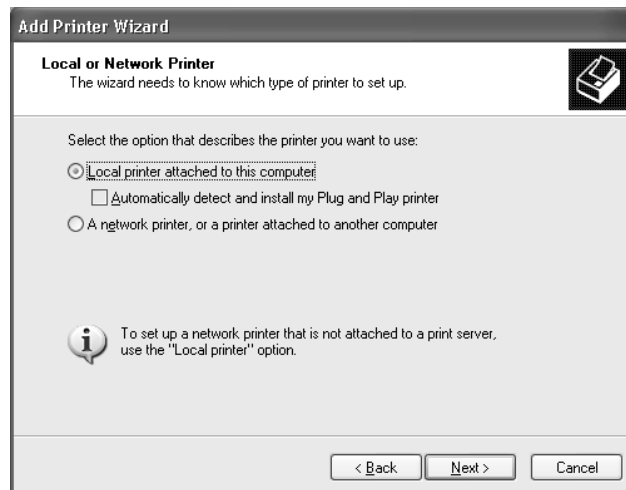 Add Printer Wizard
Local or Network Printer
The wizard needs to know which type of printer to set up.
Select the option that describes the printer you want to use:
Local printer attached to this computer
Automatically detect and install my Plug and Play printer
A network printer, or a printer attached to another computer
To set up a network printer that is not attached to a print server,
use the "Local printer" option.
< Back
Next >
Cancel